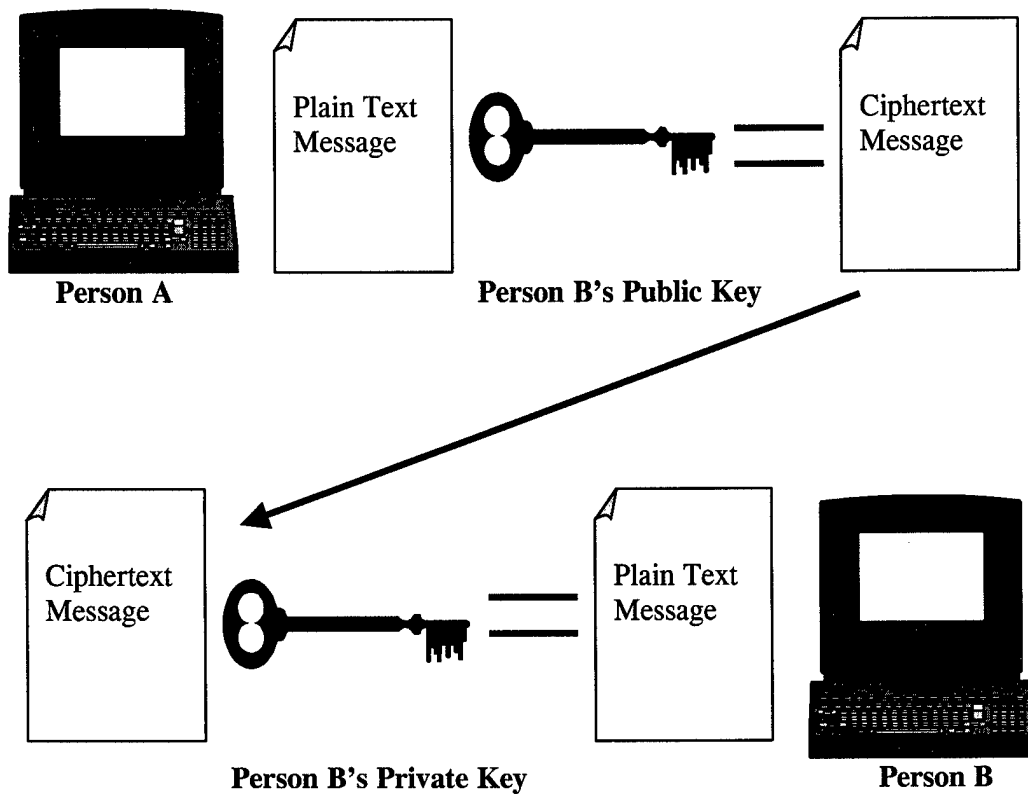 Plain Text
Message
Ciphertext
Message
Person A
Person B's Public Key
Ciphertext
Message
Plain Text
Message
Person B's Private Key
Person B